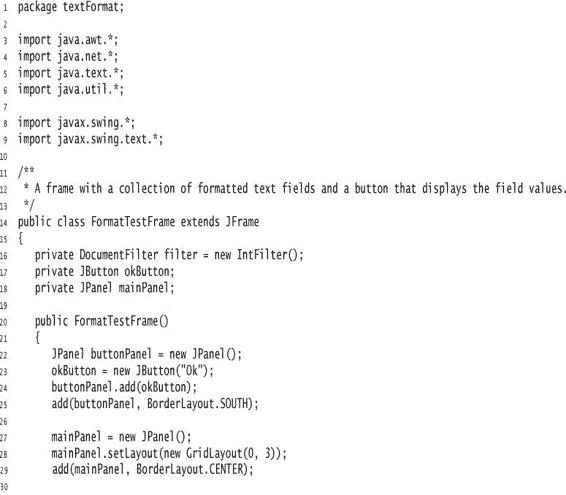 1 package textFormat;
2
3 import java.awt.*;
4 import java.net.*;
5 import java.text.*;
6 import java.util.*;
7
8 import javax.swing.*;
9 import javax.swing.text.*;
10
11 /**
12  * A frame with a collection of formatted text fields and a button that displays the field values.
13  */
14 public class FormatTestFrame extends JFrame
15 {
16    private DocumentFilter filter = new IntFilter();
17    private JButton okButton;
18    private JPanel mainPanel;
19
20    public FormatTestFrame()
21    {
22       JPanel buttonPanel = new JPanel();
23       okButton = new JButton("Ok");
24       buttonPanel.add(okButton);
25       add(buttonPanel, BorderLayout.SOUTH);
26
27       mainPanel = new JPanel();
28       mainPanel.setLayout(new GridLayout(0, 3));
29       add(mainPanel, BorderLayout.CENTER);
30